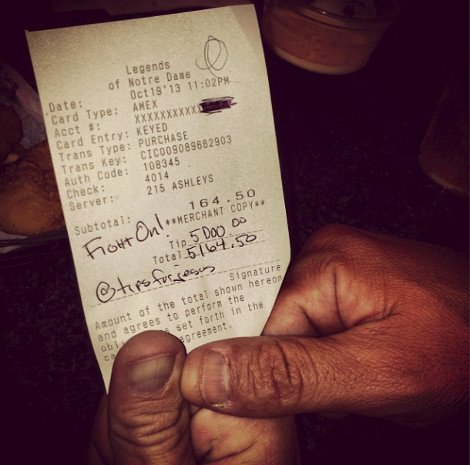 Legends
of Notre Dame
Date: Oct19'13 11:02PM
Card Type: AMEX
Acct #: XXXXXXXXXX
Card Entry: KEYED
Trans Type: PURCHASE
Trans Key: CIC009089682903
Auth Code: 108345
Check: 4014
Server: 215 ASHLEYS
Subtotal: 164.50
**MERCHANT COPY**
Fight On!
Tip 5000.00
Total 5164.50
@tipsforjesus
Signature
Amount of the total shown hereon
and agrees to perform the
set forth in the
agreement.